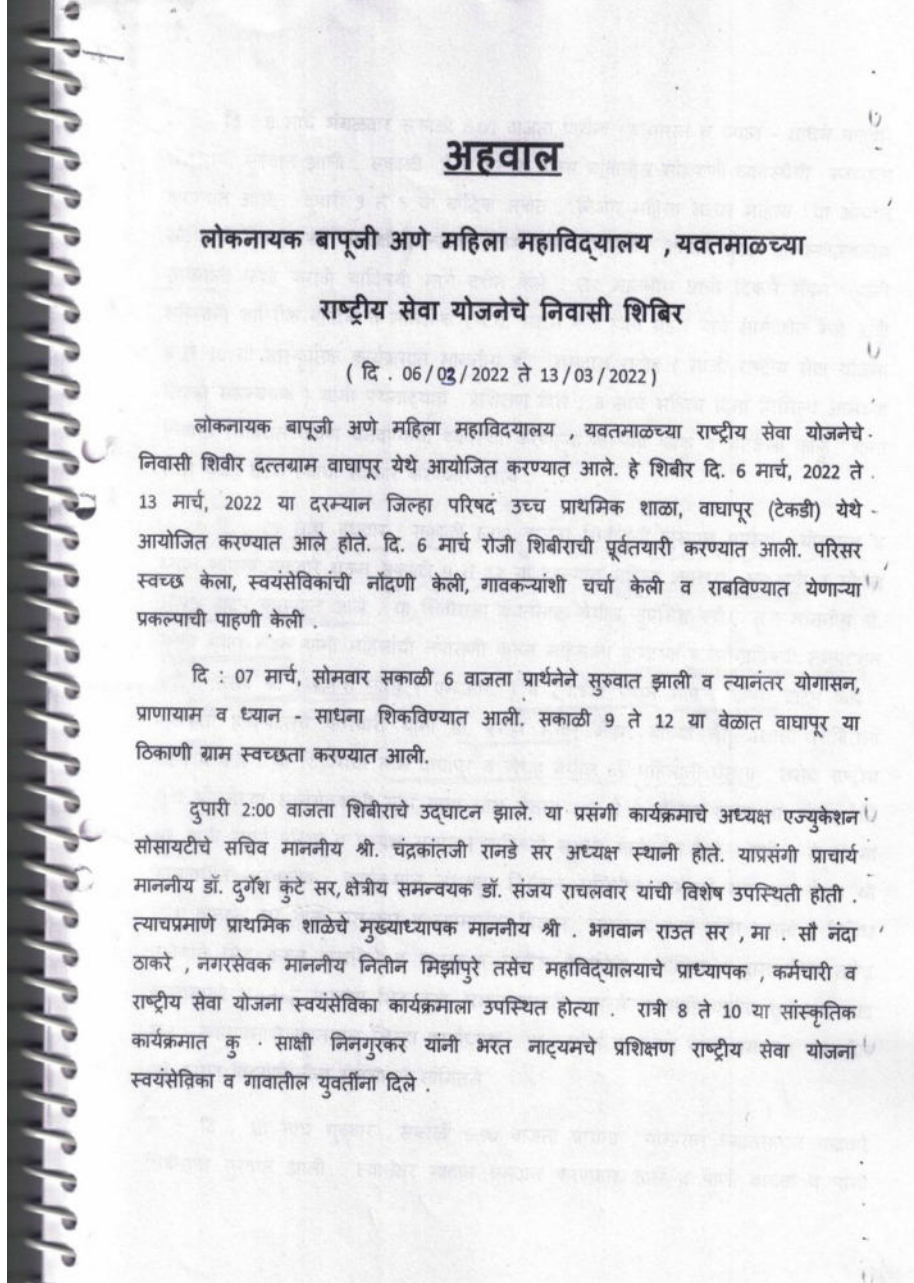 अहवाल
लोकनायक बापूजी अणे महिला महाविद्यालय , यवतमाळच्या
राष्ट्रीय सेवा योजनेचे निवासी शिबिर
( दि . 06 / 03 / 2022 ते 13 / 03 / 2022 )
लोकनायक बापूजी अणे महिला महाविद्यालय , यवतमाळच्या राष्ट्रीय सेवा योजनेचे
निवासी शिवीर दत्तग्राम वाघापूर येथे आयोजित करण्यात आले. हे शिबीर दि. 6 मार्च, 2022 ते
13 मार्च, 2022 या दरम्यान जिल्हा परिषद उच्च प्राथमिक शाळा, वाघापूर (टेकडी) येथे
आयोजित करण्यात आले होते. दि. 6 मार्च रोजी शिबीराची पूर्वतयारी करण्यात आली. परिसर
स्वच्छ केला, स्वयंसेविकांची नोंदणी केली, गावकऱ्यांशी चर्चा केली व राबविण्यात येणाऱ्या
प्रकल्पाची पाहणी केली .
दि : 07 मार्च, सोमवार सकाळी 6 वाजता प्रार्थनेने सुरुवात झाली व त्यानंतर योगासन,
प्राणायाम व ध्यान - साधना शिकविण्यात आली. सकाळी 9 ते 12 या वेळात वाघापूर या
ठिकाणी ग्राम स्वच्छता करण्यात आली.
दुपारी 2:00 वाजता शिबीराचे उद्घाटन झाले. या प्रसंगी कार्यक्रमाचे अध्यक्ष एज्युकेशन
सोसायटीचे सचिव माननीय श्री. चंद्रकांतजी रानडे सर अध्यक्ष स्थानी होते. याप्रसंगी प्राचार्य
माननीय डॉ. दुर्गेश कुंटे सर, क्षेत्रीय समन्वयक डॉ. संजय राचलवार यांची विशेष उपस्थिती होती .
त्याचप्रमाणे प्राथमिक शाळेचे मुख्याध्यापक माननीय श्री . भगवान राउत सर , मा . सौ नंदा
ठाकरे , नगरसेवक माननीय नितीन मिर्झापुरे तसेच महाविद्यालयाचे प्राध्यापक , कर्मचारी व
राष्ट्रीय सेवा योजना स्वयंसेविका कार्यक्रमाला उपस्थित होत्या . रात्री 8 ते 10 या सांस्कृतिक
कार्यक्रमात कु . साक्षी निनगुरकर यांनी भरत नाट्यमचे प्रशिक्षण राष्ट्रीय सेवा योजना
स्वयंसेविका व गावातील युवतींना दिले .